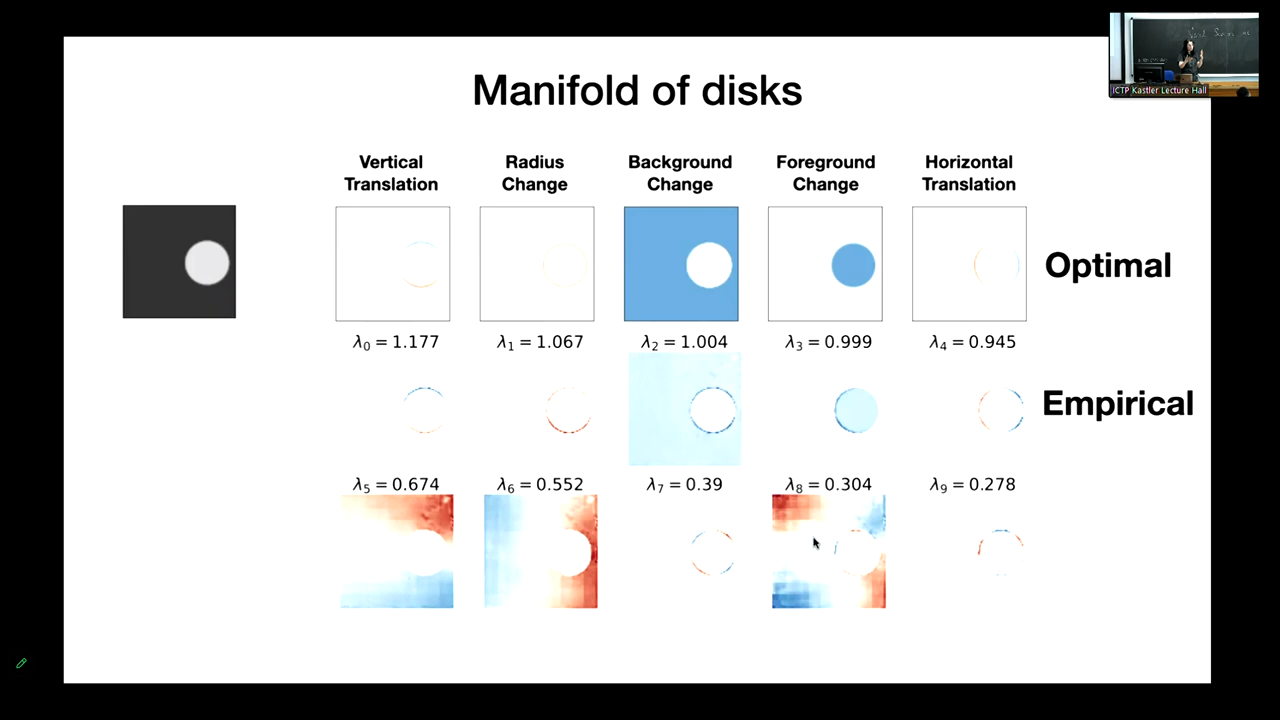 ICTP Kastler Lecture Hall
Manifold of disks
Vertical Translation
Radius Change
Background Change
Foreground Change
Horizontal Translation
Optimal
λ₀ = 1.177
λ₁ = 1.067
λ₂ = 1.004
λ₃ = 0.999
λ₄ = 0.945
Empirical
λ₅ = 0.674
λ₆ = 0.552
λ₇ = 0.39
λ₈ = 0.304
λ₉ = 0.278